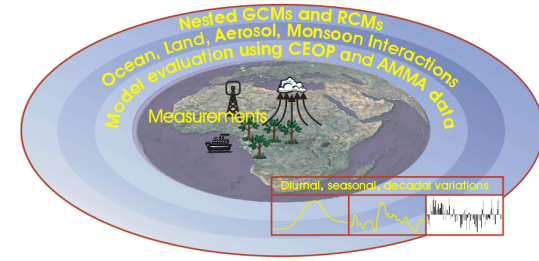 Nested GCMs and RCMs
Ocean, Land, Aerosol, Monsoon Interactions
Model evaluation using CEOP and AMMA data
Measurements
Diurnal, seasonal, decadal variations